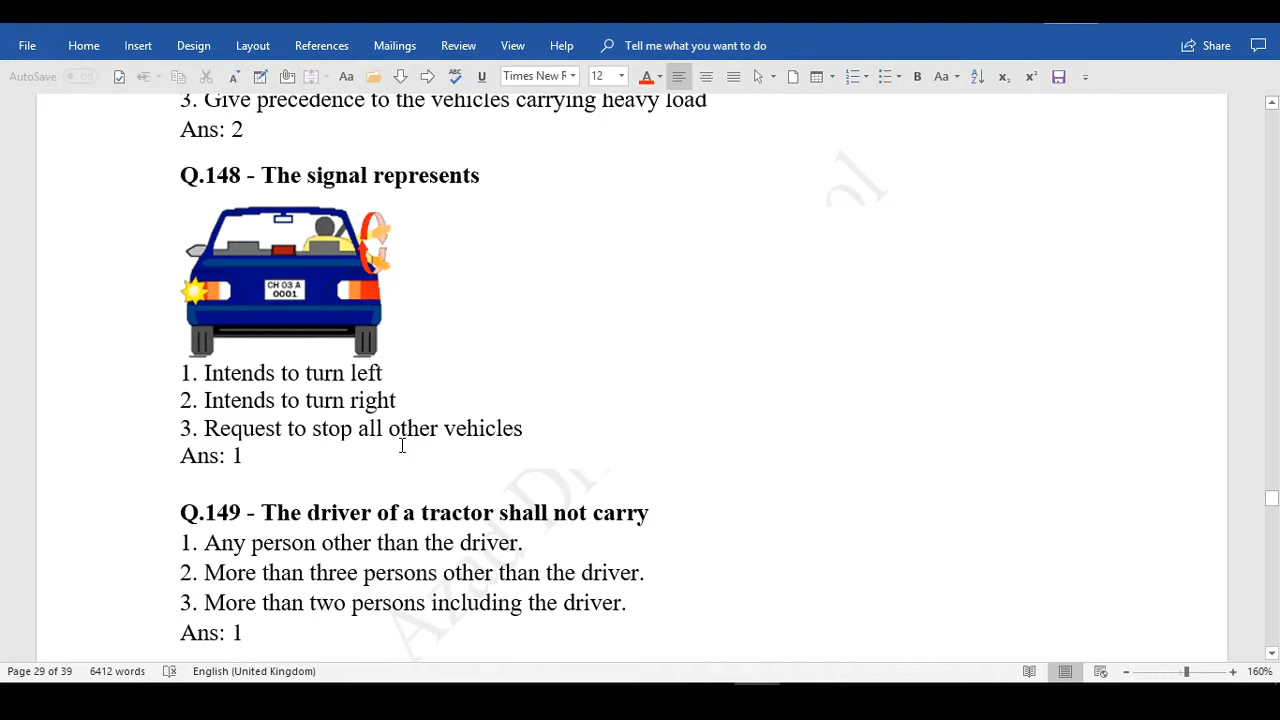 File Home Insert Design Layout References Mailings Review View Help Tell me what you want to do Share
AutoSave Off Aa Times New R 12 A B Aa
3. Give precedence to the vehicles carrying heavy load
Ans: 2
Q.148 - The signal represents
CH 03 A
0001
1. Intends to turn left
2. Intends to turn right
3. Request to stop all other vehicles
Ans: 1
Q.149 - The driver of a tractor shall not carry
1. Any person other than the driver.
2. More than three persons other than the driver.
3. More than two persons including the driver.
Ans: 1
Page 29 of 39 6412 words English (United Kingdom) 160%